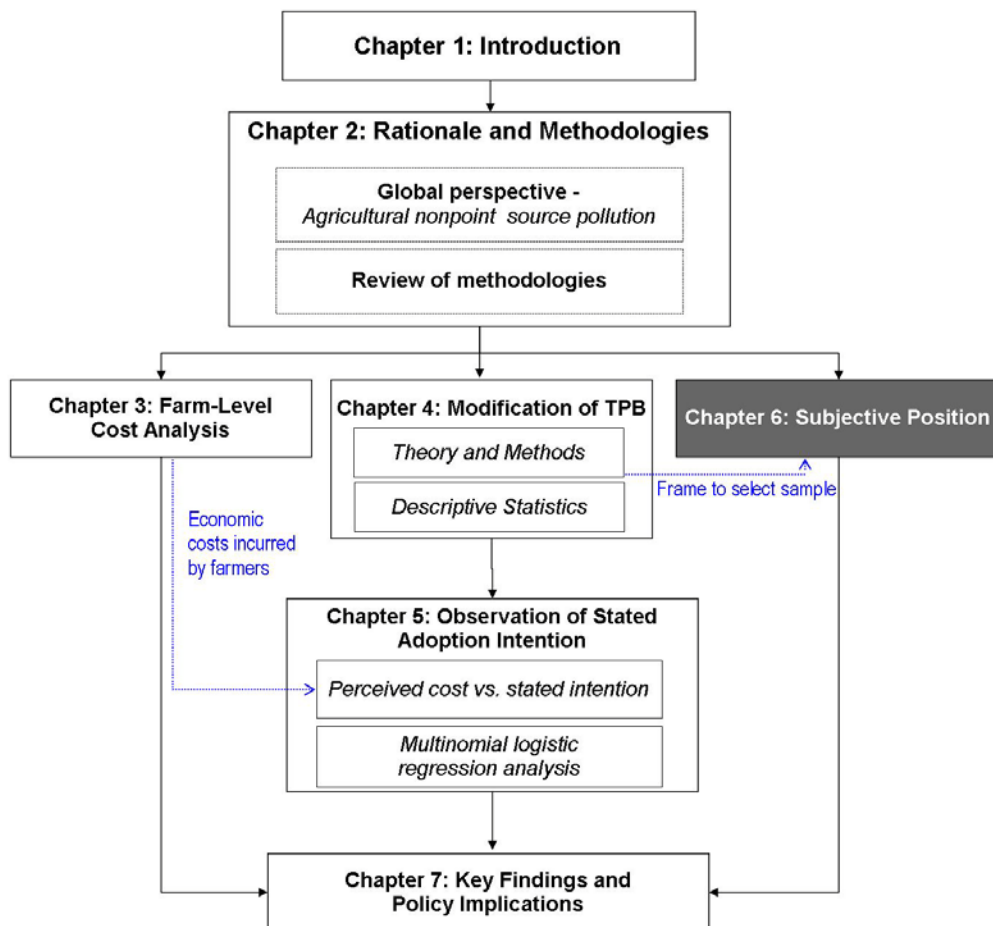 Chapter 1: Introduction
Chapter 2: Rationale and Methodologies
Global perspective -
Agricultural nonpoint source pollution
Review of methodologies
Chapter 3: Farm-Level
Cost Analysis
Chapter 4: Modification of TPB
Theory and Methods
Descriptive Statistics
Chapter 6: Subjective Position
Frame to select sample
Economic
costs incurred
by farmers
Chapter 5: Observation of Stated
Adoption Intention
Perceived cost vs. stated intention
Multinomial logistic
regression analysis
Chapter 7: Key Findings and
Policy Implications